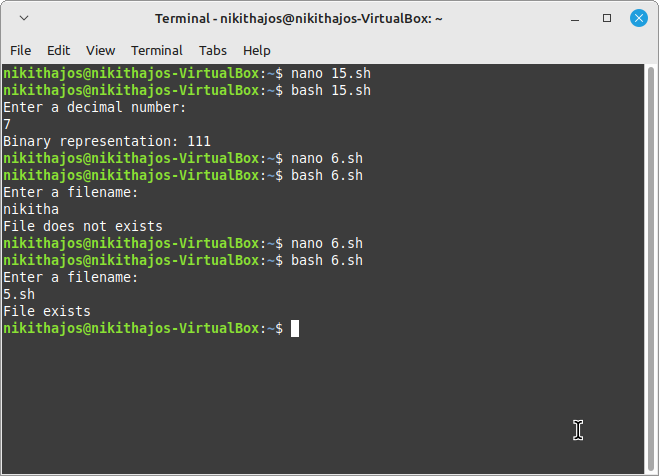 Terminal - nikithajos@nikithajos-VirtualBox: ~
File Edit View Terminal Tabs Help
nikithajos@nikithajos-VirtualBox:~$ nano 15.sh
nikithajos@nikithajos-VirtualBox:~$ bash 15.sh
Enter a decimal number:
7
Binary representation: 111
nikithajos@nikithajos-VirtualBox:~$ nano 6.sh
nikithajos@nikithajos-VirtualBox:~$ bash 6.sh
Enter a filename:
nikitha
File does not exists
nikithajos@nikithajos-VirtualBox:~$ nano 6.sh
nikithajos@nikithajos-VirtualBox:~$ bash 6.sh
Enter a filename:
5.sh
File exists
nikithajos@nikithajos-VirtualBox:~$